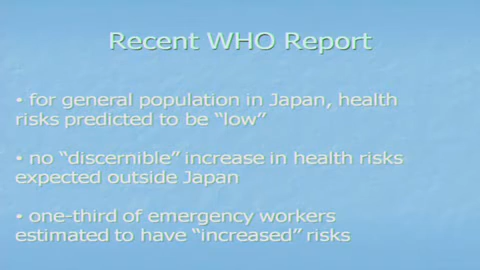 Recent WHO Report
• for general population in Japan, health
risks predicted to be “low”
• no “discernible” increase in health risks
expected outside Japan
• one-third of emergency workers
estimated to have “increased” risks